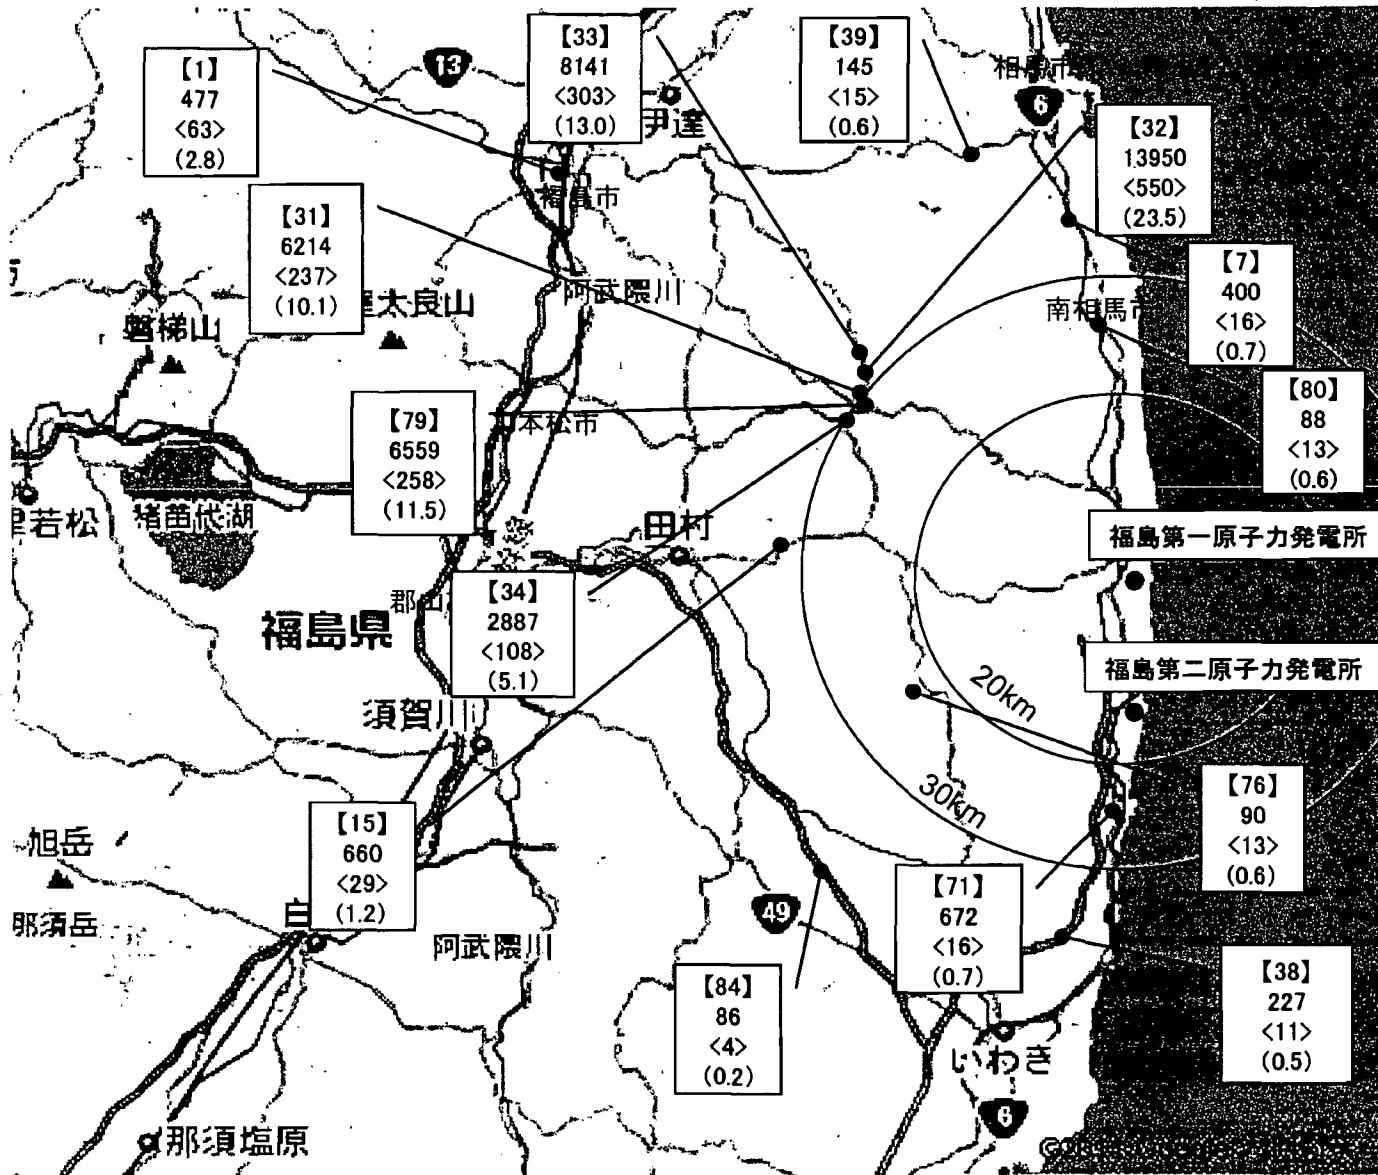 【33】
8141
<303>
(13.0)
【39】
145
<15>
(0.6)
【1】
477
<63>
(2.8)
13
伊達
6
【32】
13950
<550>
(23.5)
【31】
6214
<237>
(10.1)
阿武隈川
太良山
磐梯山
南相馬市
【7】
400
<16>
(0.7)
【80】
88
<13>
(0.6)
【79】
6559
<258>
(11.5)
本松市
若松
猪苗代湖
田村
福島第一原子力発電所
郡山
【34】
2887
<108>
(5.1)
福島県
福島第二原子力発電所
20km
須賀川
30km
【76】
90
<13>
(0.6)
【15】
660
<29>
(1.2)
旭岳
那須岳
白
阿武隈川
49
【71】
672
<16>
(0.7)
【84】
86
<4>
(0.2)
【38】
227
<11>
(0.5)
いわき
6
那須塩原